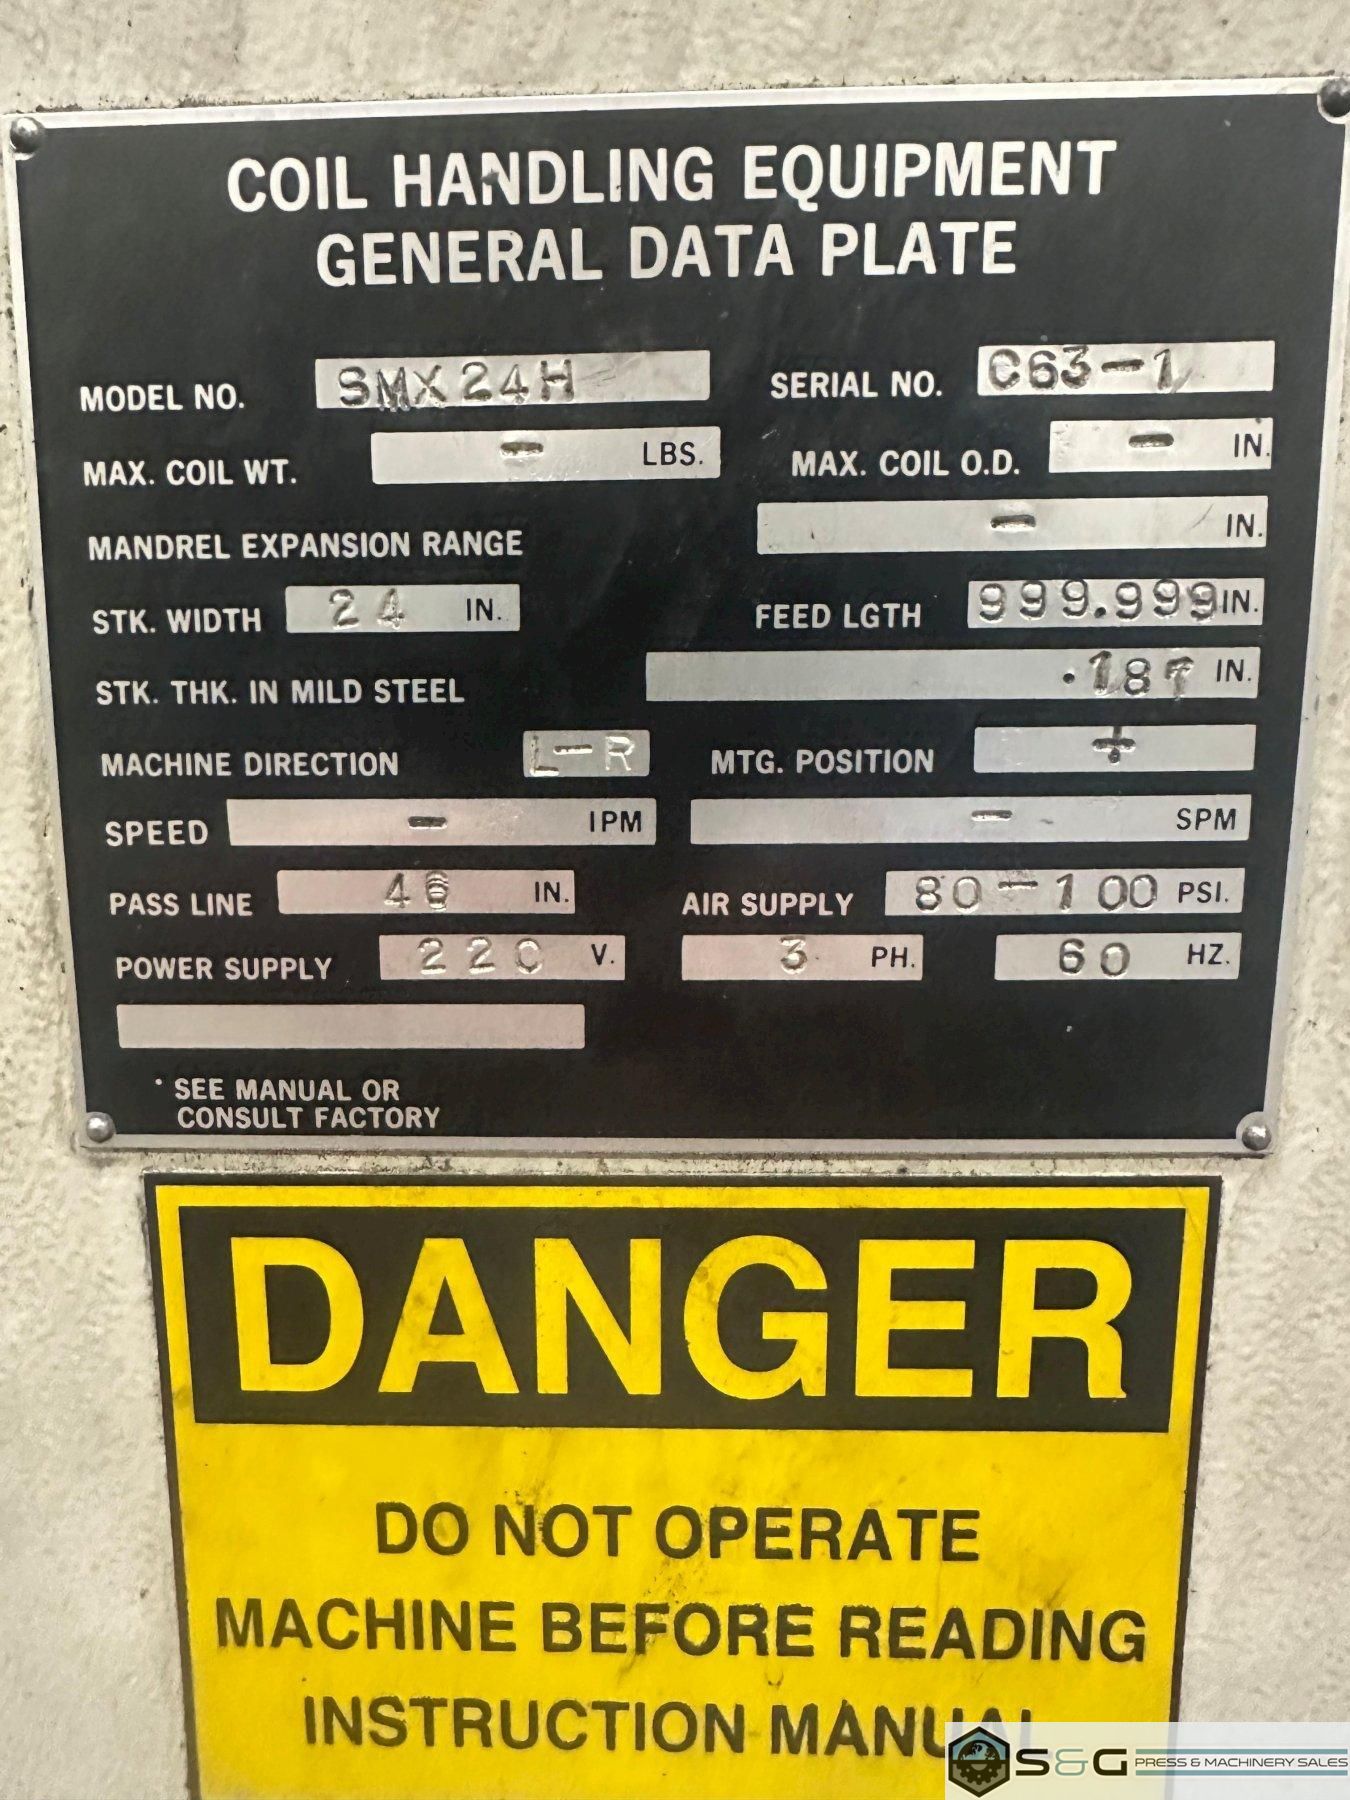 COIL HANDLING EQUIPMENT
GENERAL DATA PLATE
MODEL NO. SMX24H SERIAL NO. C63-1
MAX. COIL WT. - LBS. MAX. COIL O.D. - IN.
MANDREL EXPANSION RANGE - IN.
STK. WIDTH 24 IN. FEED LGTH 999.999 IN.
STK. THK. IN MILD STEEL .187 IN.
MACHINE DIRECTION L-R MTG. POSITION
SPEED - IPM - SPM
PASS LINE IN. AIR SUPPLY 80-100 PSI.
POWER SUPPLY 220 V. 3 PH. 60 HZ.
* SEE MANUAL OR
CONSULT FACTORY
DANGER
DO NOT OPERATE
MACHINE BEFORE READING
INSTRUCTION MANUAL
S&G PRESS & MACHINERY SALES